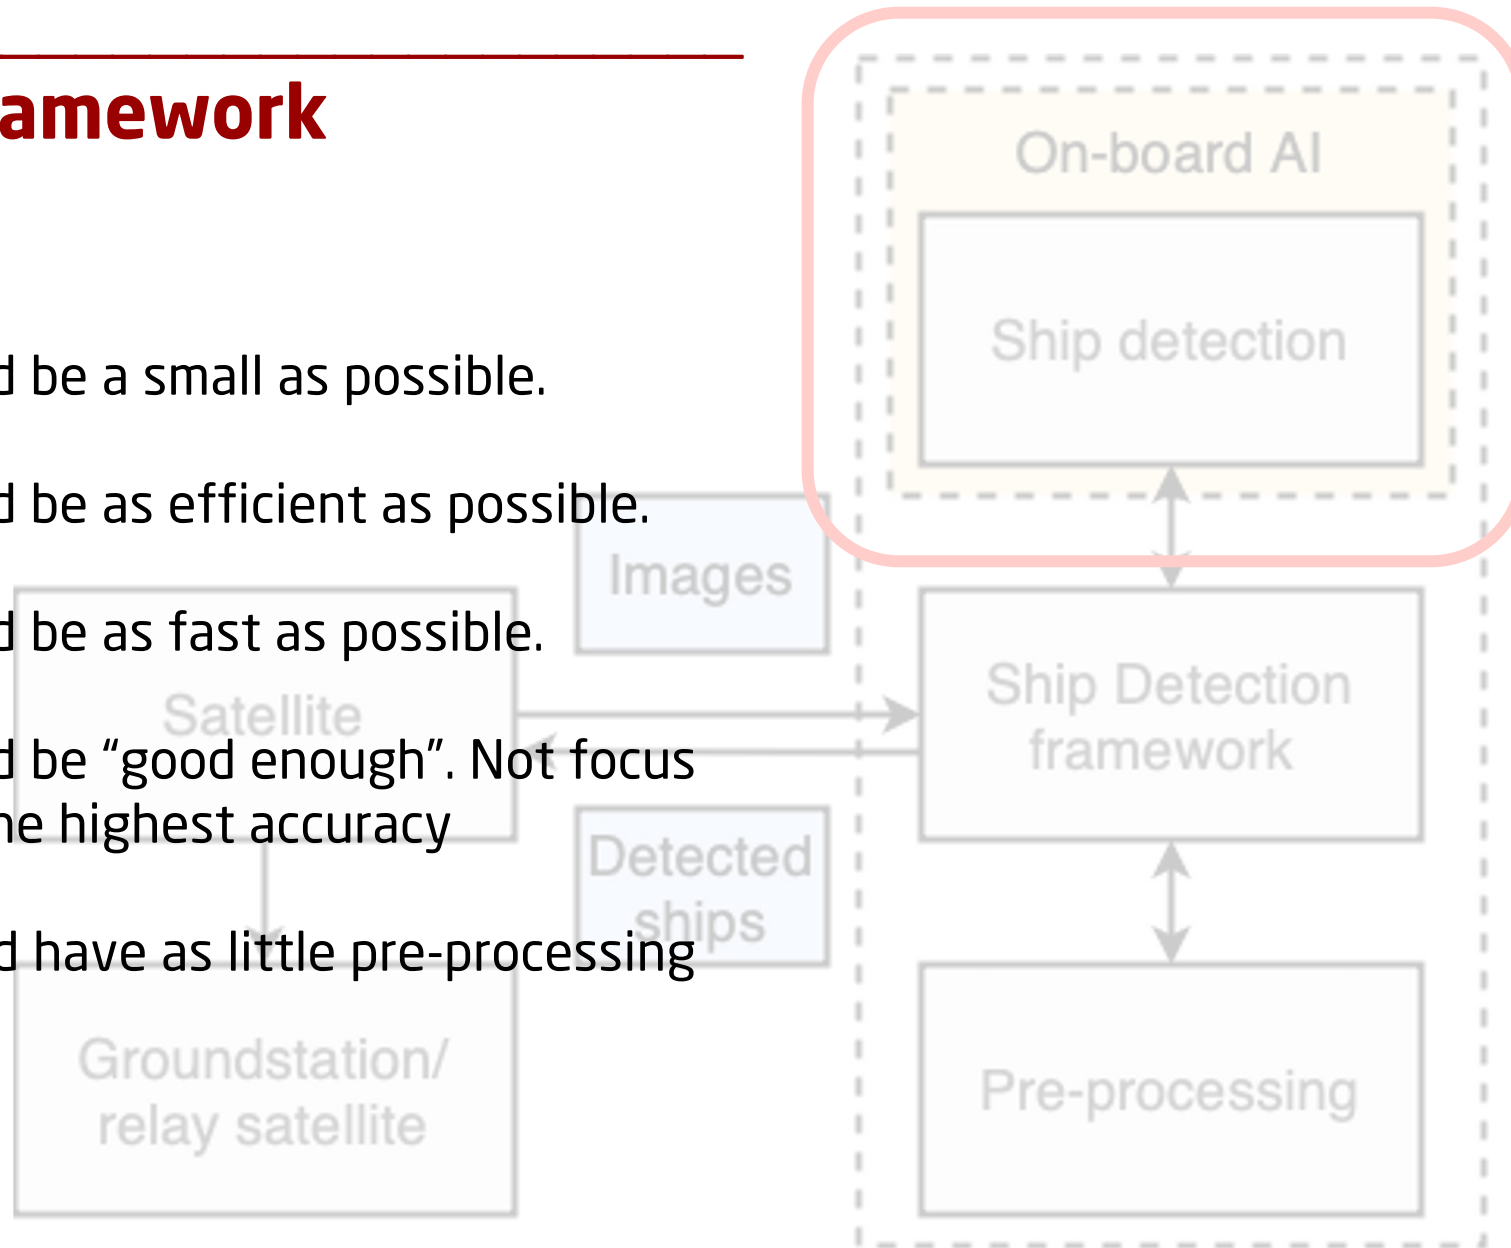 amework
d be a small as possible.
d be as efficient as possible.
d be as fast as possible.
d be “good enough”. Not focus
he highest accuracy
d have as little pre-processing
On-board AI
Ship detection
Images
Satellite
Ship Detection
framework
Detected
ships
Groundstation/
relay satellite
Pre-processing